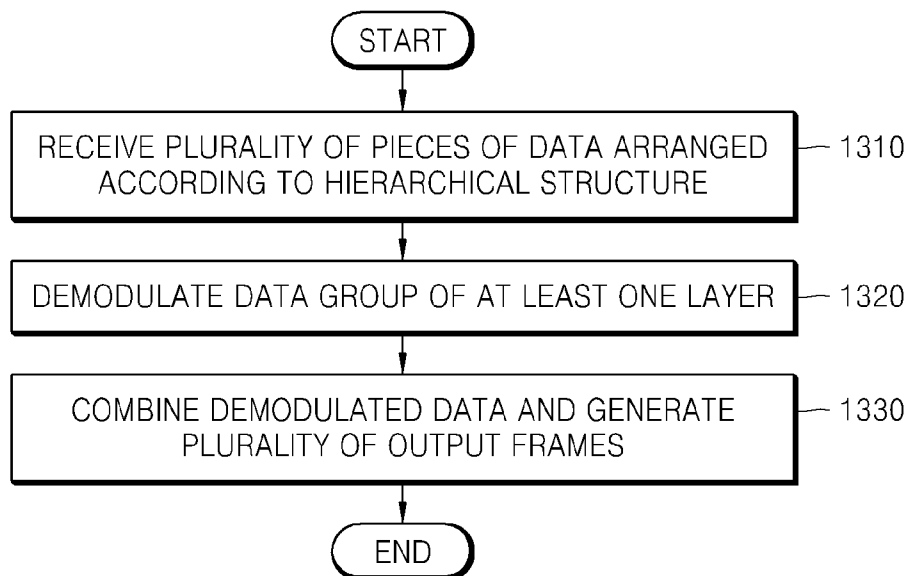 START
RECEIVE PLURALITY OF PIECES OF DATA ARRANGED
ACCORDING TO HIERARCHICAL STRUCTURE
1310
DEMODULATE DATA GROUP OF AT LEAST ONE LAYER
1320
COMBINE DEMODULATED DATA AND GENERATE
PLURALITY OF OUTPUT FRAMES
1330
END